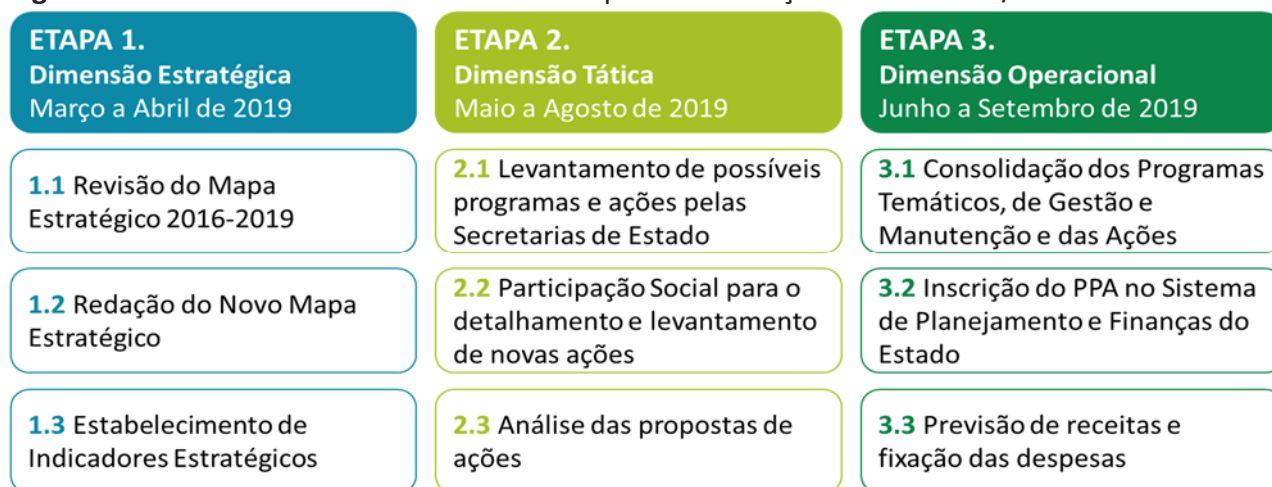 ETAPA 1.
Dimensão Estratégica
Março a Abril de 2019
1.1 Revisão do Mapa
Estratégico 2016-2019
1.2 Redação do Novo Mapa
Estratégico
1.3 Estabelecimento de
Indicadores Estratégicos
ETAPA 2.
Dimensão Tática
Maio a Agosto de 2019
2.1 Levantamento de possíveis
programas e ações pelas
Secretarias de Estado
2.2 Participação Social para o
detalhamento e levantamento
de novas ações
2.3 Análise das propostas de
ações
ETAPA 3.
Dimensão Operacional
Junho a Setembro de 2019
3.1 Consolidação dos Programas
Temáticos, de Gestão e
Manutenção e das Ações
3.2 Inscrição do PPA no Sistema
de Planejamento e Finanças do
Estado
3.3 Previsão de receitas e
fixação das despesas